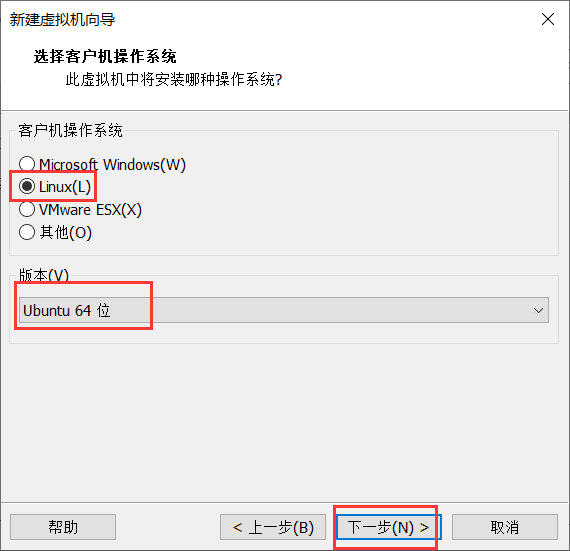 新建虚拟机向导
选择客户机操作系统
此虚拟机中将安装哪种操作系统?
客户机操作系统
Microsoft Windows(W)
Linux(L)
VMware ESX(X)
其他(O)
版本(V)
Ubuntu 64 位
帮助
< 上一步(B)
下一步(N) >
取消